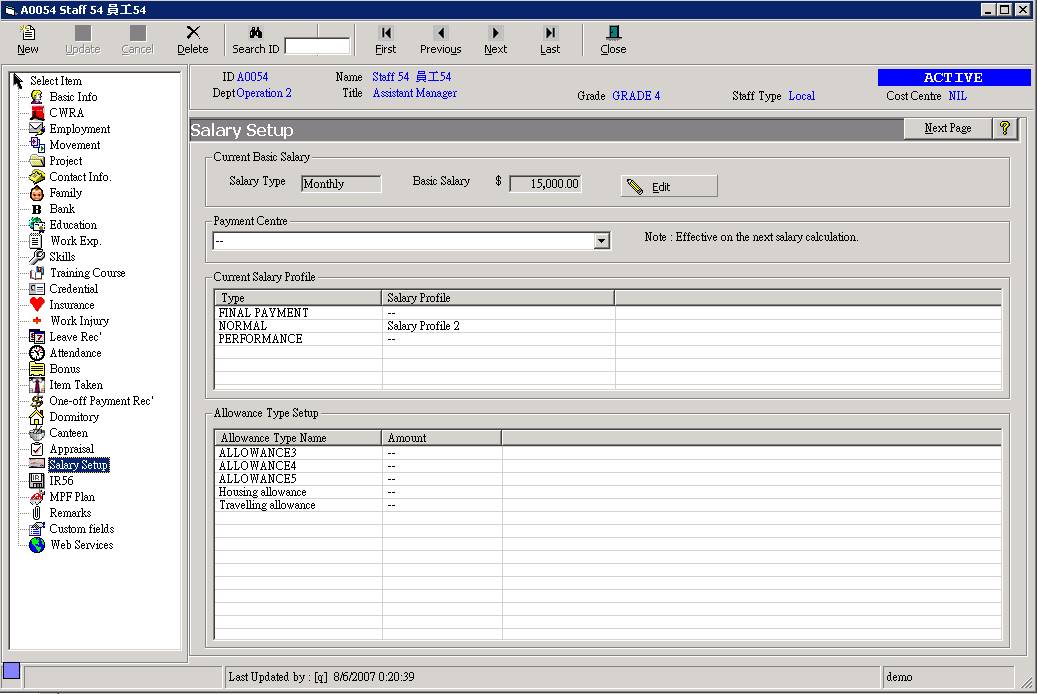 A0054 Staff 54 員工54
New Update Cancel Delete Search ID First Previous Next Last Close
Select Item
Basic Info
CWRA
Employment
Movement
Project
Contact Info.
Family
Bank
Education
Work Exp.
Skills
Training Course
Credential
Insurance
Work Injury
Leave Rec'
Attendance
Bonus
Item Taken
One-off Payment Rec'
Dormitory
Canteen
Appraisal
Salary Setup
IR56
MPF Plan
Remarks
Custom fields
Web Services
ID A0054 Name Staff 54 員工54 ACTIVE
Dept Operation 2 Title Assistant Manager Grade GRADE 4 Staff Type Local Cost Centre NIL
Salary Setup Next Page ?
Current Basic Salary
Salary Type Monthly Basic Salary $ 15,000.00 Edit
Payment Centre
-- Note : Effective on the next salary calculation.
Current Salary Profile
Type Salary Profile
FINAL PAYMENT --
NORMAL Salary Profile 2
PERFORMANCE --
Allowance Type Setup
Allowance Type Name Amount
ALLOWANCE3 --
ALLOWANCE4 --
ALLOWANCE5 --
Housing allowance --
Travelling allowance --
Last Updated by : [q] 8/6/2007 0:20:39 demo